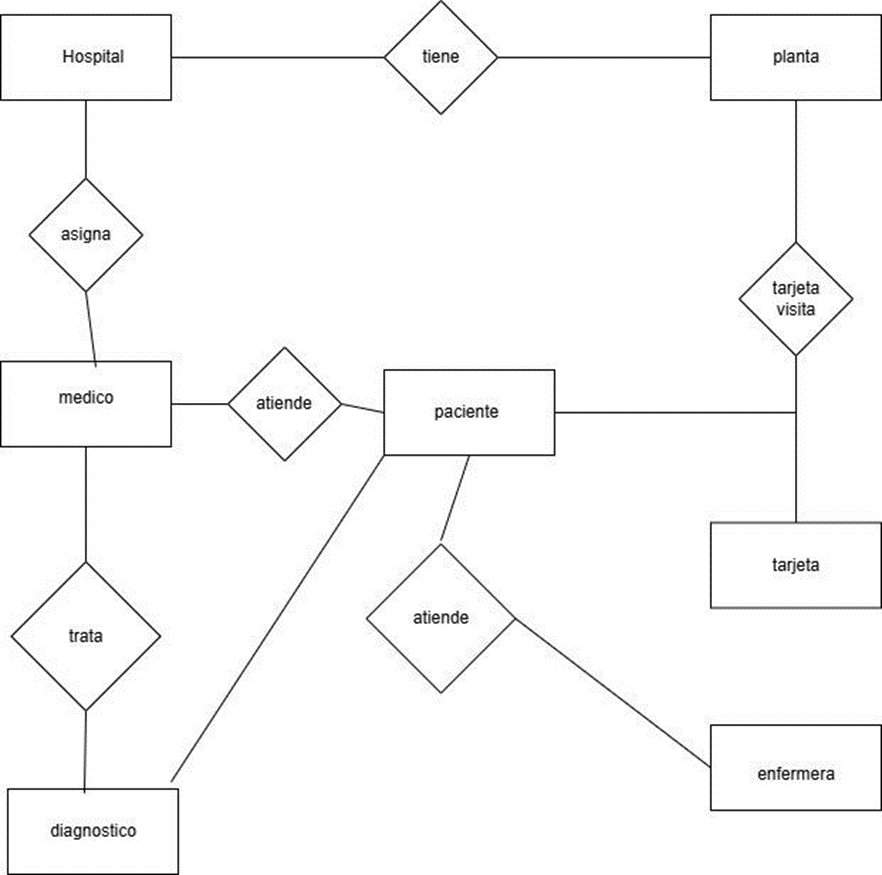 Hospital
tiene
planta
asigna
tarjeta
visita
medico
atiende
paciente
tarjeta
trata
atiende
enfermera
diagnostico